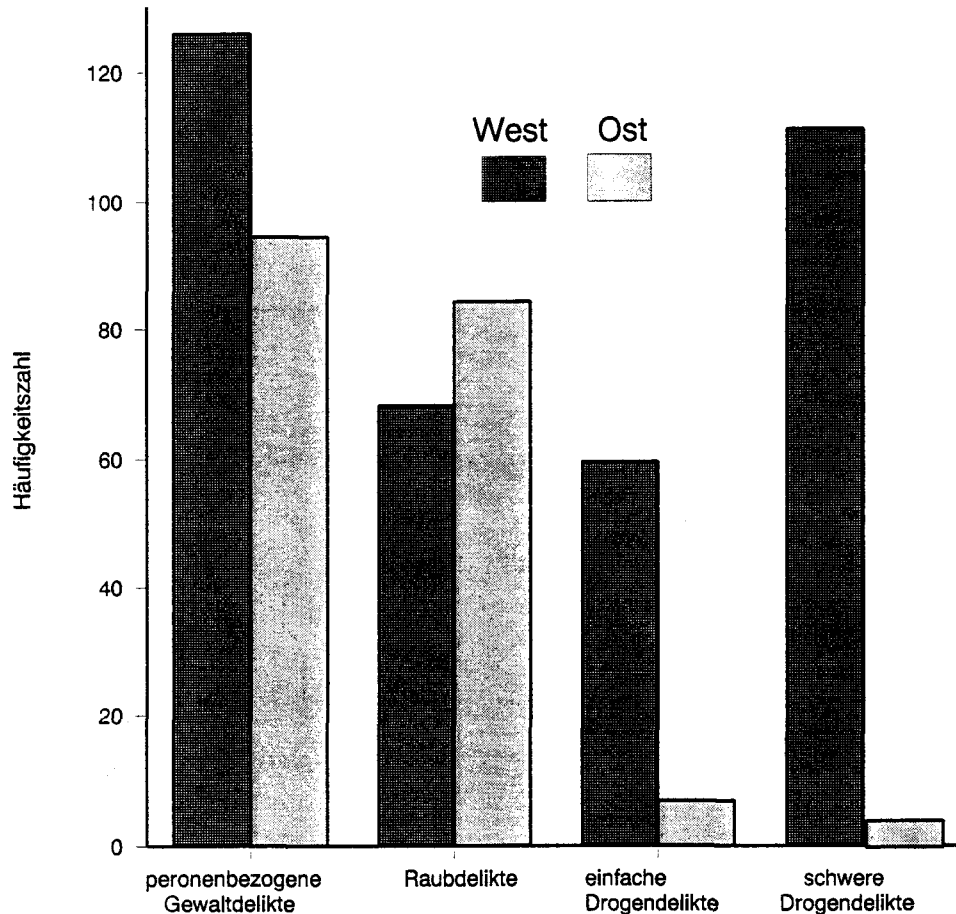 120
100
80
60
40
20
0
Häufigkeitszahl
West Ost
peronenbezogene
Gewaltdelikte
Raubdelikte
einfache
Drogendelikte
schwere
Drogendelikte